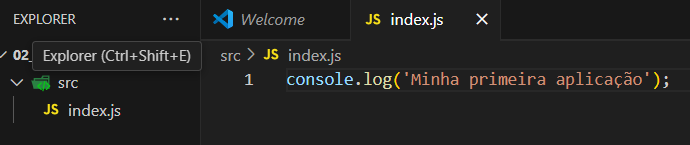 EXPLORER
Welcome
JS index.js
02_
Explorer (Ctrl+Shift+E)
src > JS index.js
src
1 console.log('Minha primeira aplicação');
JS index.js